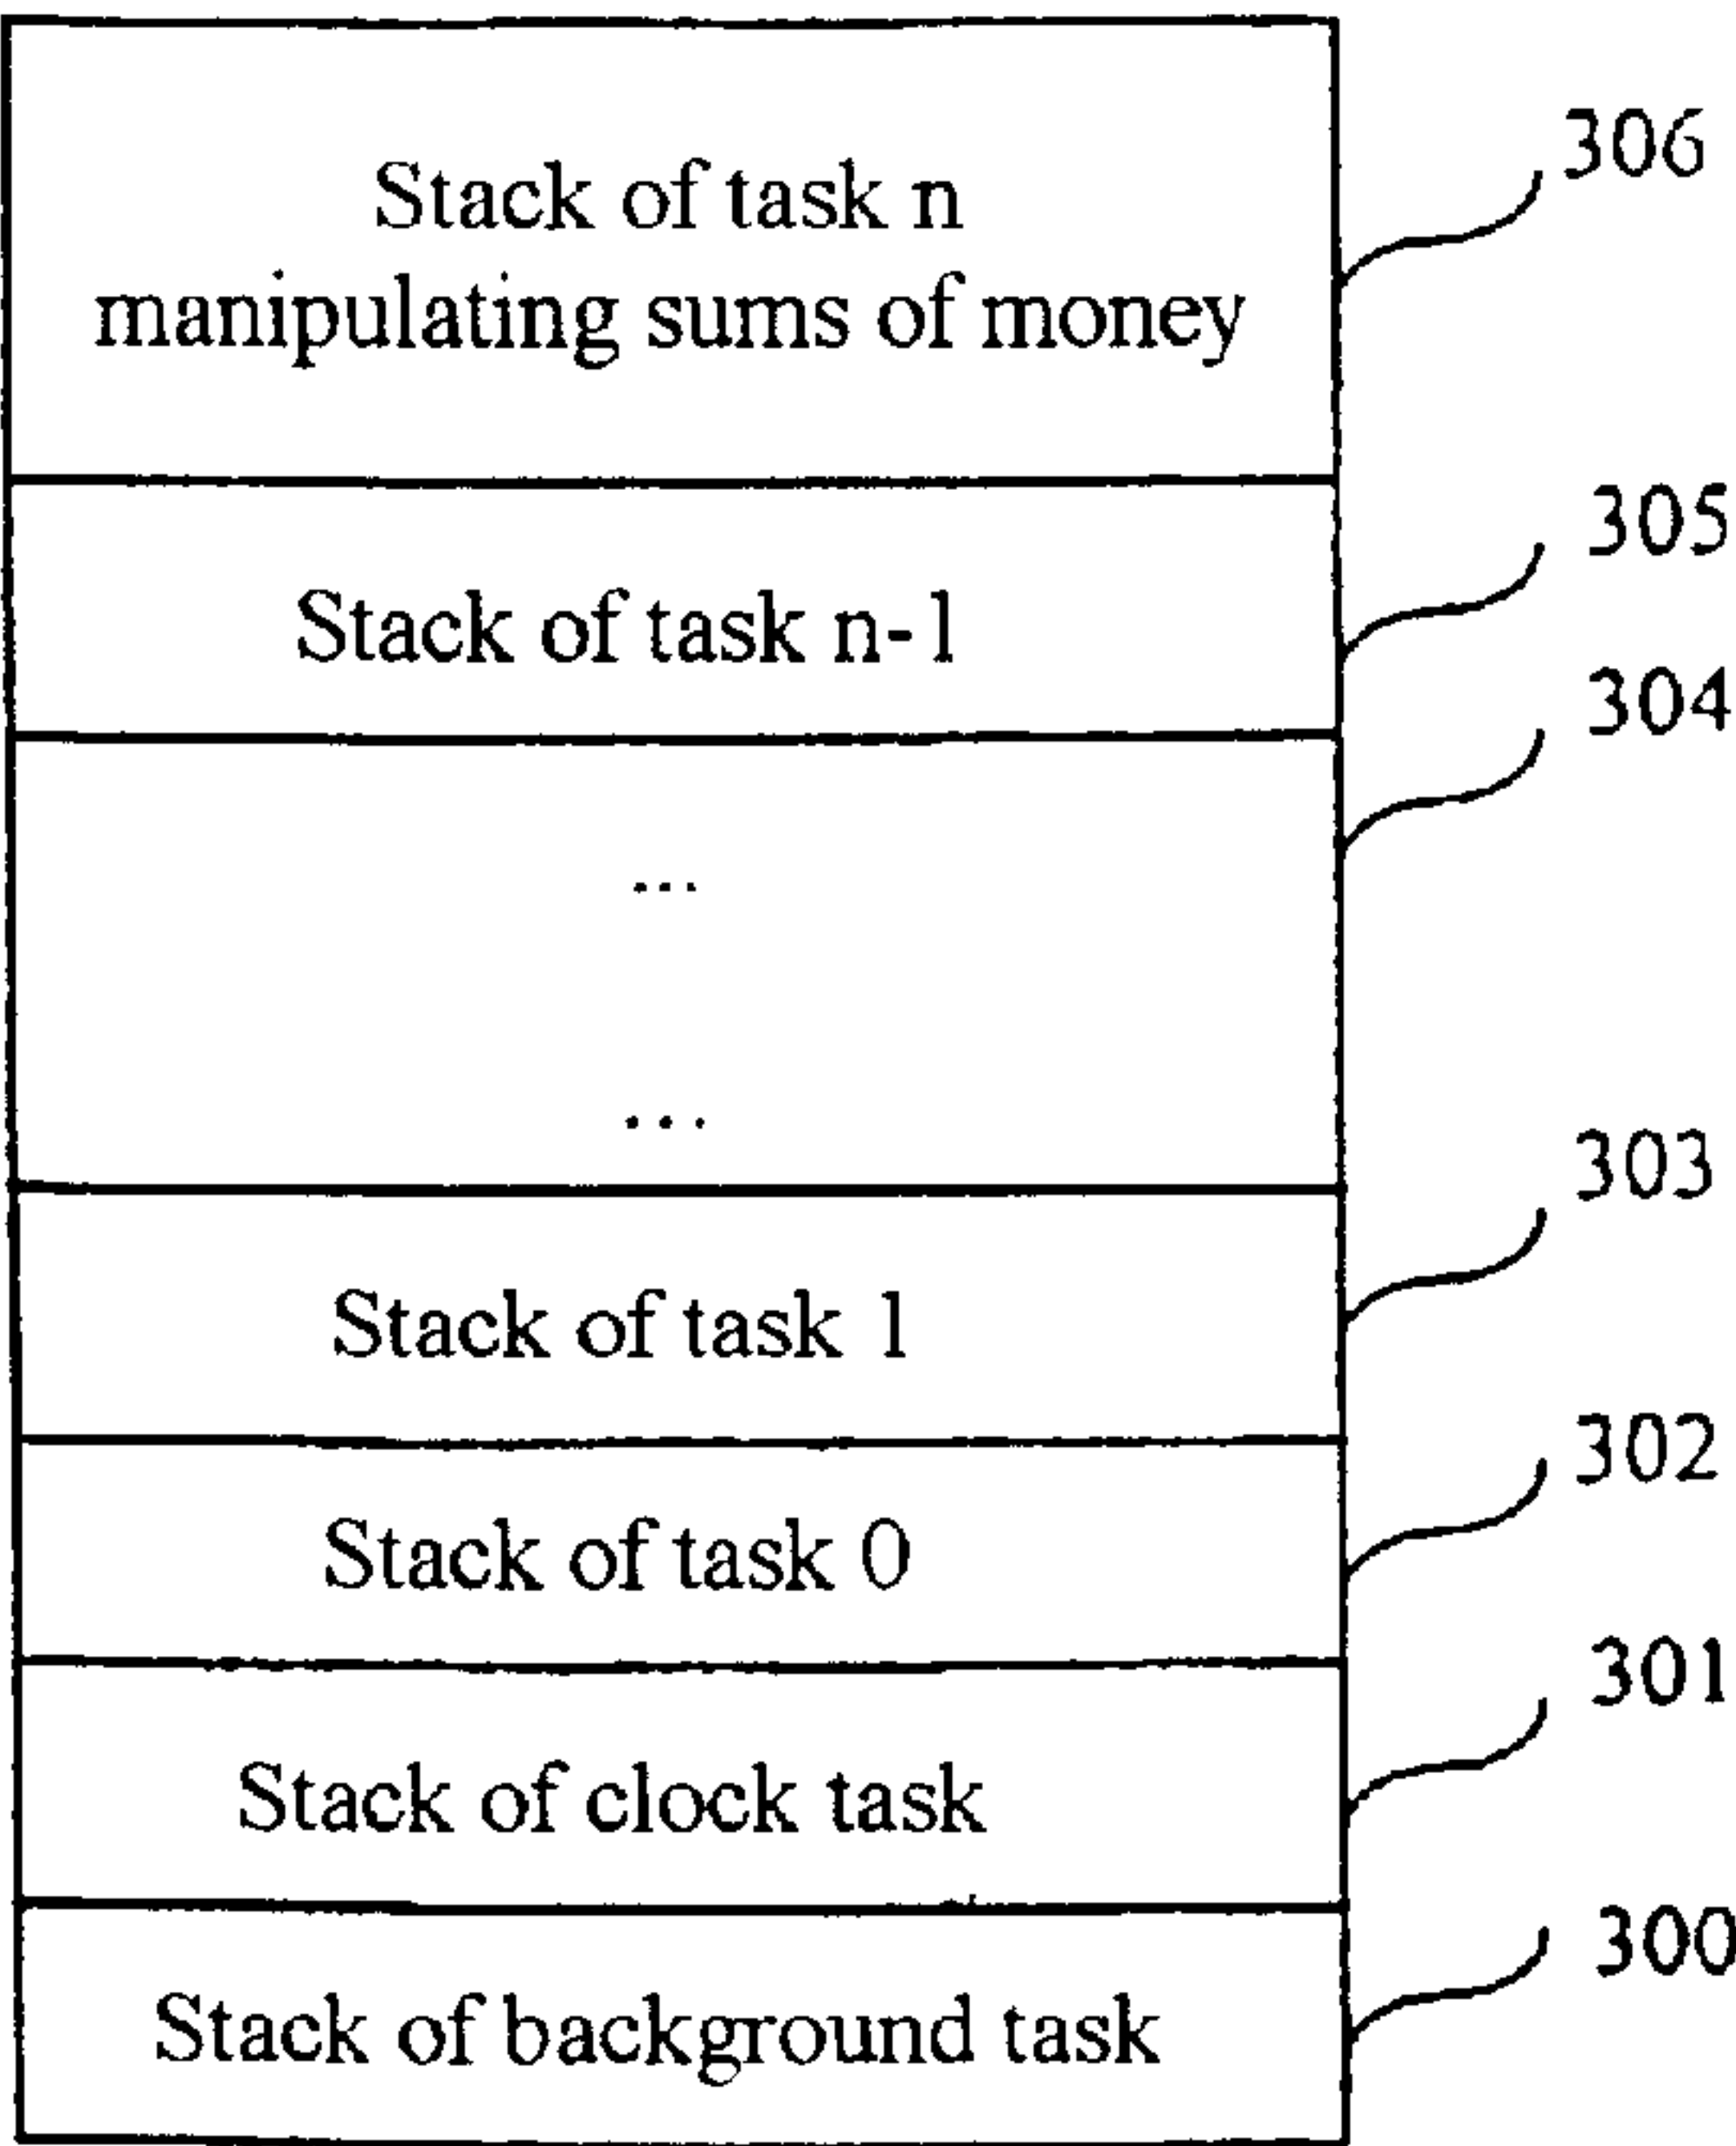 306
Stack of task n
manipulating sums of money
305
Stack of task n-1
304
...
...
303
Stack of task 1
302
Stack of task 0
301
Stack of clock task
300
Stack of background task